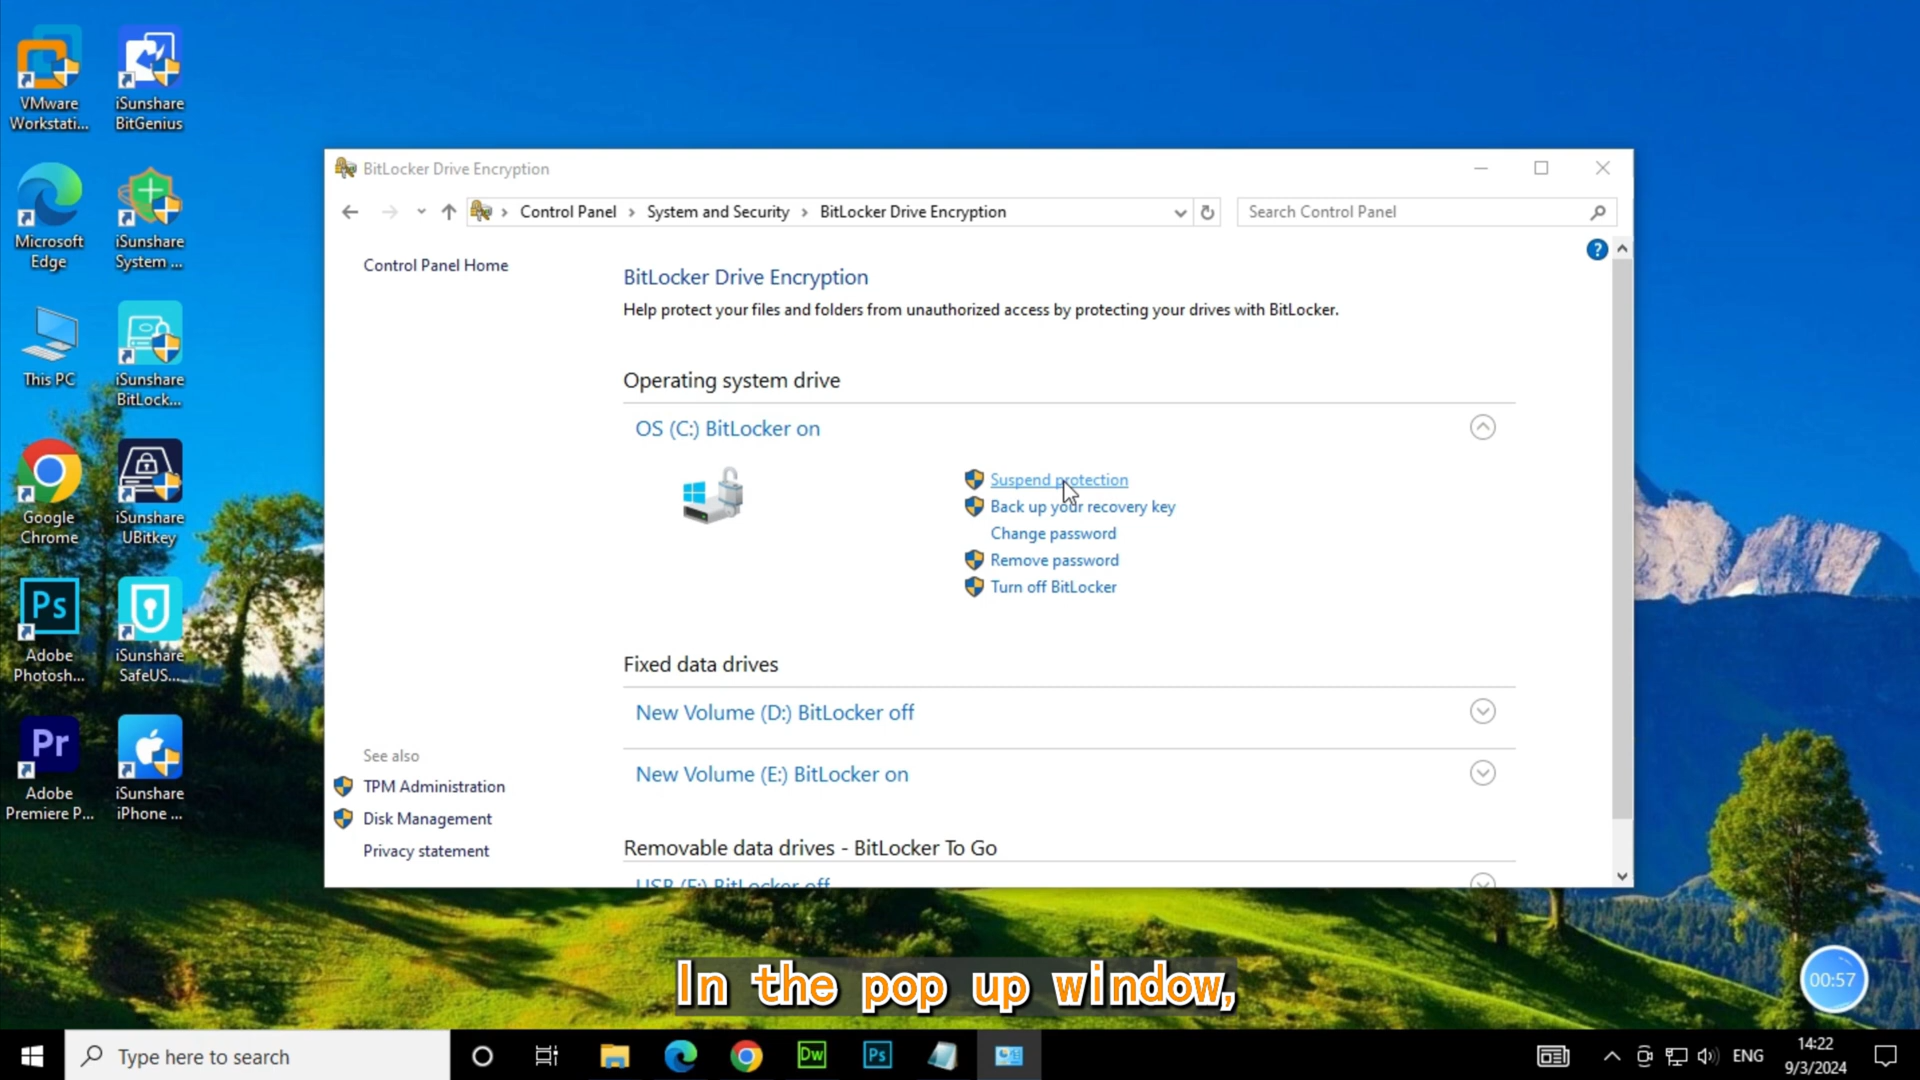 VMware
Workstati...
iSunshare
BitGenius
Microsoft
Edge
iSunshare
System ...
This PC
iSunshare
BitLock...
Google
Chrome
iSunshare
UBitkey
Ps
Adobe
Photosh...
iSunshare
SafeUS...
Pr
Adobe
Premiere P...
iSunshare
iPhone ...
BitLocker Drive Encryption
Control Panel > System and Security > BitLocker Drive Encryption
Search Control Panel
?
Control Panel Home
BitLocker Drive Encryption
Help protect your files and folders from unauthorized access by protecting your drives with BitLocker.
Operating system drive
OS (C:) BitLocker on
Suspend protection
Back up your recovery key
Change password
Remove password
Turn off BitLocker
Fixed data drives
New Volume (D:) BitLocker off
New Volume (E:) BitLocker on
Removable data drives - BitLocker To Go
USB (F:) BitLocker off
See also
TPM Administration
Disk Management
Privacy statement
In the pop up window,
00:57
Type here to search
Dw
Ps
ENG
14:22
9/3/2024